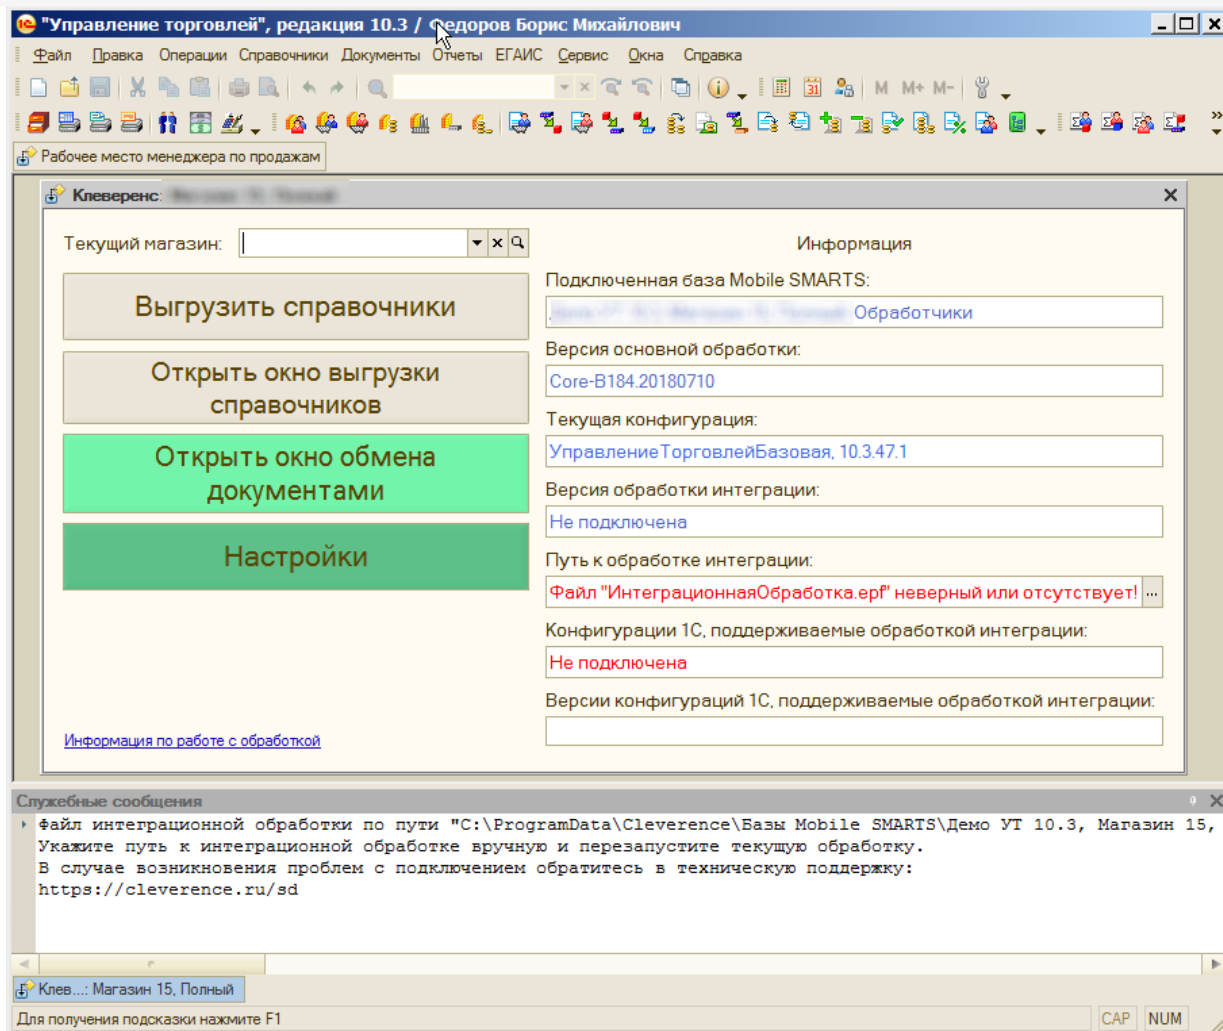 "Управление торговлей", редакция 10.3 / Федоров Борис Михайлович
Файл Правка Операции Справочники Документы Отчеты ЕГАИС Сервис Окна Справка
M M+ M-
Рабочее место менеджера по продажам
Клеверенс:
Текущий магазин:
Выгрузить справочники
Открыть окно выгрузки
справочников
Открыть окно обмена
документами
Настройки
Информация по работе с обработкой
Информация
Подключенная база Mobile SMARTS:
Обработчики
Версия основной обработки:
Core-B184.20180710
Текущая конфигурация:
УправлениеТорговлейБазовая, 10.3.47.1
Версия обработки интеграции:
Не подключена
Путь к обработке интеграции:
Файл "ИнтеграционнаяОбработка.epf" неверный или отсутствует! ...
Конфигурации 1С, поддерживаемые обработкой интеграции:
Не подключена
Версии конфигураций 1С, поддерживаемые обработкой интеграции:
Служебные сообщения
Файл интеграционной обработки по пути "C:\ProgramData\Cleverence\Базы Mobile SMARTS\Демо УТ 10.3, Магазин 15,
Укажите путь к интеграционной обработке вручную и перезапустите текущую обработку.
В случае возникновения проблем с подключением обратитесь в техническую поддержку:
https://cleverence.ru/sd
Клев...: Магазин 15, Полный
Для получения подсказки нажмите F1
CAP NUM